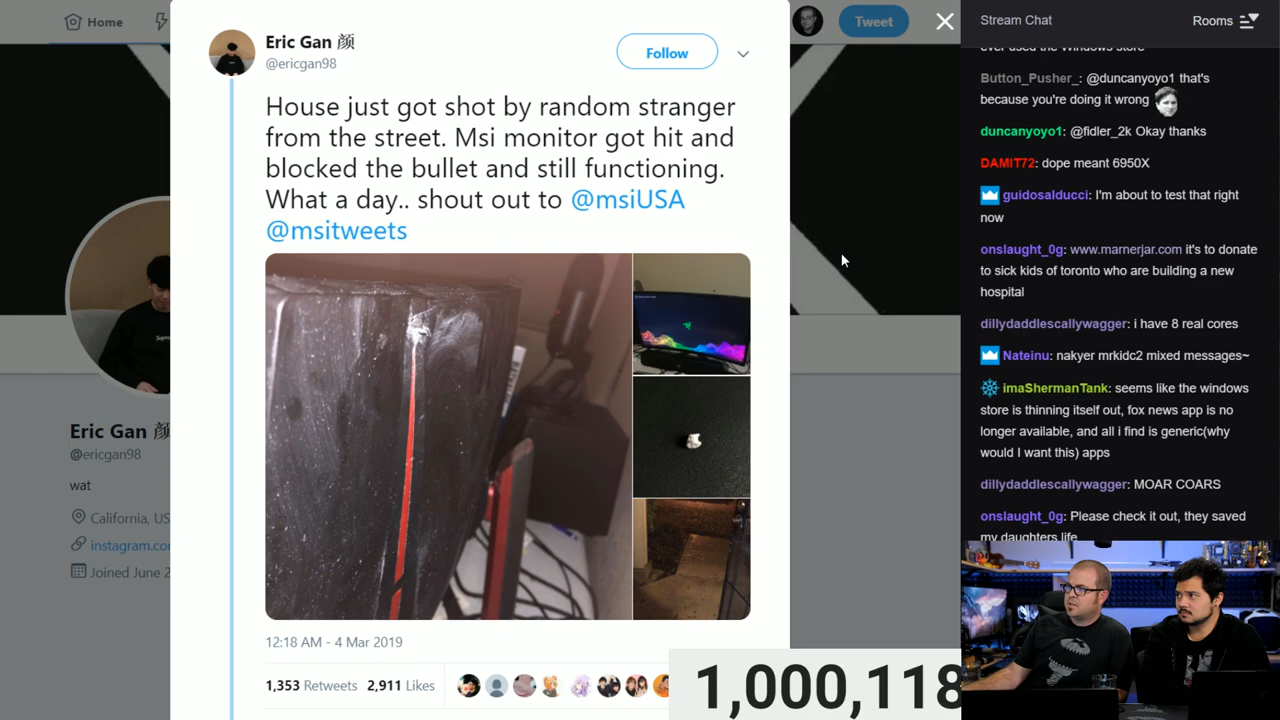 Home
Tweet
Eric Gan 颜
@ericgan98
Follow
House just got shot by random stranger
from the street. Msi monitor got hit and
blocked the bullet and still functioning.
What a day.. shout out to @msiUSA
@msitweets
12:18 AM - 4 Mar 2019
1,353 Retweets 2,911 Likes
Eric Gan 颜
@ericgan98
wat
California, US
instagram.co
Joined June 2
1,000,118
Stream Chat
Rooms
ever used the Windows store
Button_Pusher_: @duncanyoyo1 that's
because you're doing it wrong
duncanyoyo1: @fidler_2k Okay thanks
DAMIT72: dope meant 6950X
guidosalducci: I'm about to test that right
now
onslaught_0g: www.marnerjar.com it's to donate
to sick kids of toronto who are building a new
hospital
dillydaddlescallywagger: i have 8 real cores
Nateinu: nakyer mrkidc2 mixed messages~
imaShermanTank: seems like the windows
store is thinning itself out, fox news app is no
longer available, and all i find is generic(why
would I want this) apps
dillydaddlescallywagger: MOAR COARS
onslaught_0g: Please check it out, they saved
my daughters life